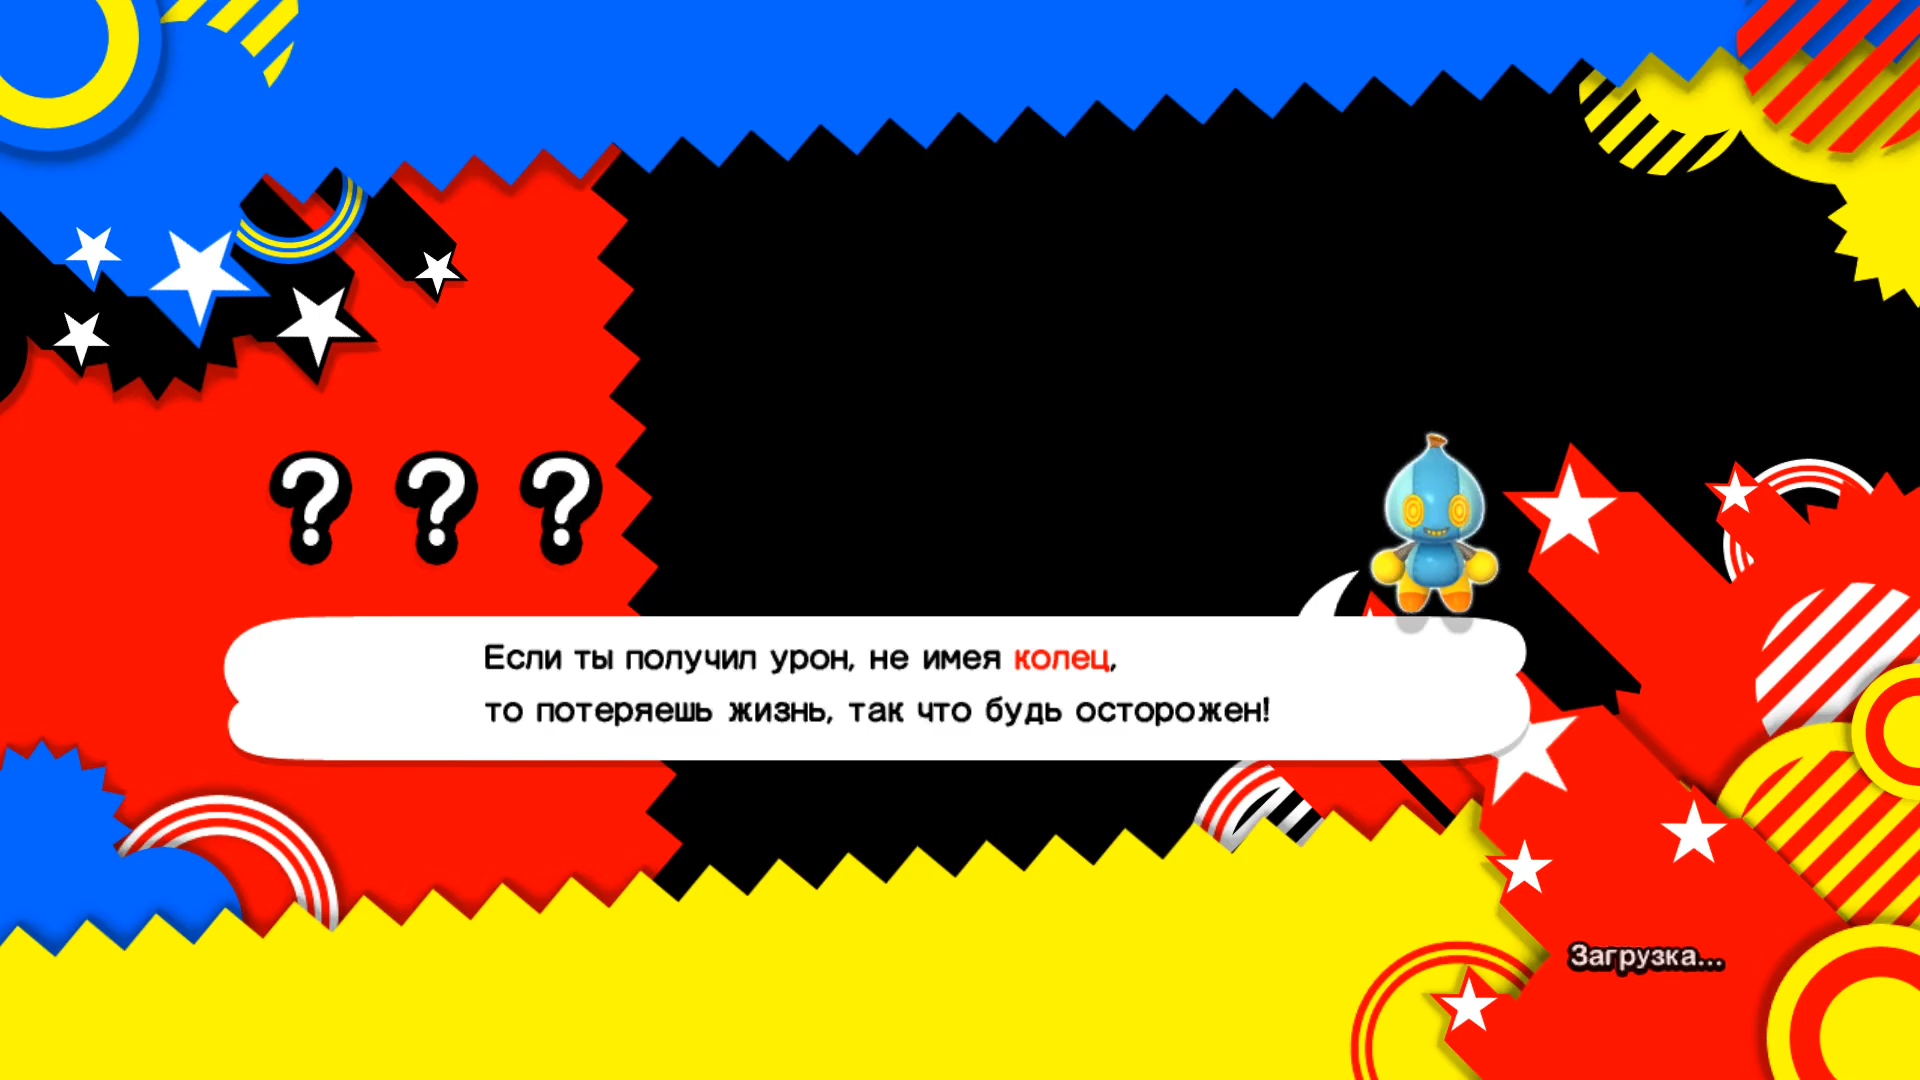 ? ? ?
Если ты получил урон, не имея колец,
то потеряешь жизнь, так что будь осторожен!
Загрузка...